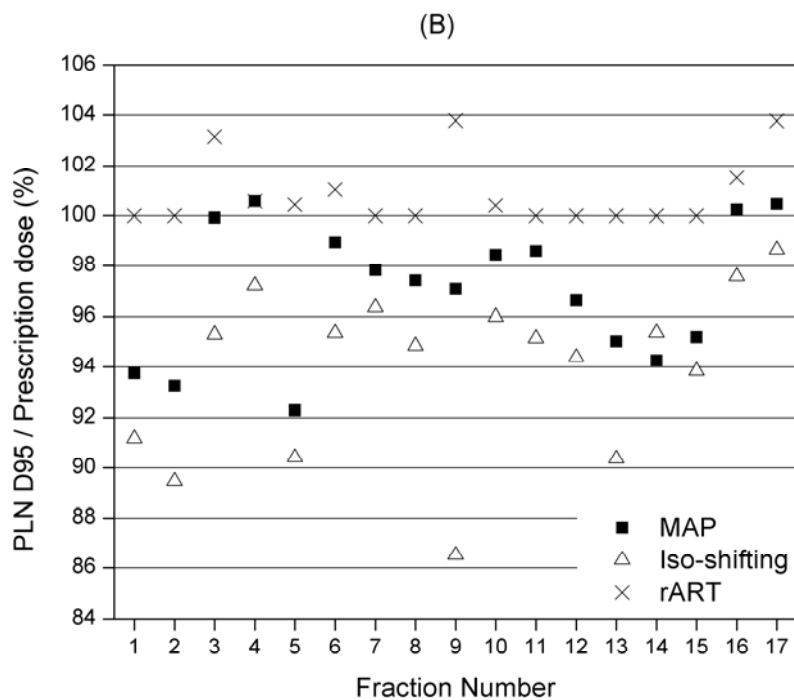 (B)
106
104
102
100
98
96
94
92
90
88
86
84
PLN D95 / Prescription dose (%)
MAP
Iso-shifting
rART
1 2 3 4 5 6 7 8 9 10 11 12 13 14 15 16 17
Fraction Number